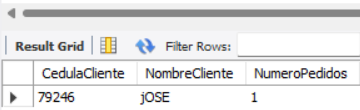 Result Grid Filter Rows:
CedulaCliente NombreCliente NumeroPedidos
79246 jOSE 1